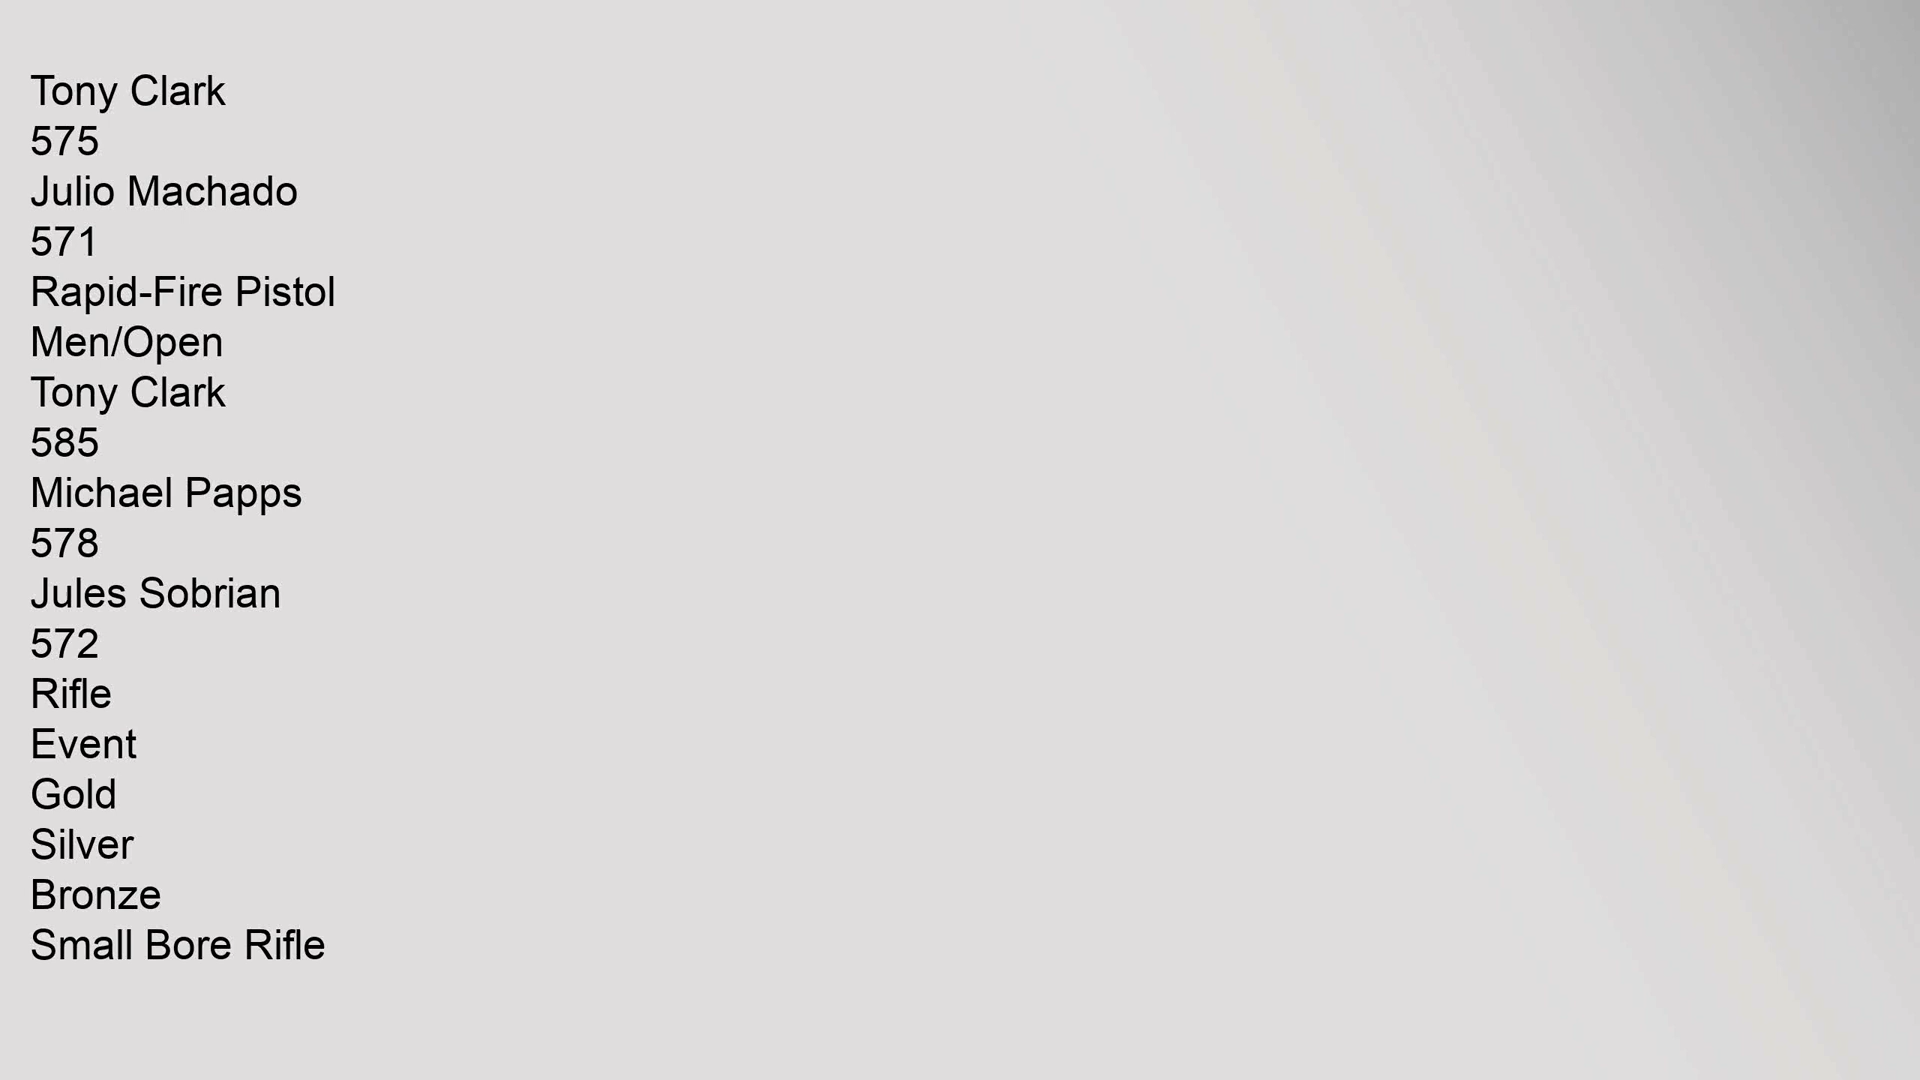 Tony Clark
575
Julio Machado
571
Rapid-Fire Pistol
Men/Open
Tony Clark
585
Michael Papps
578
Jules Sobrian
572
Rifle
Event
Gold
Silver
Bronze
Small Bore Rifle